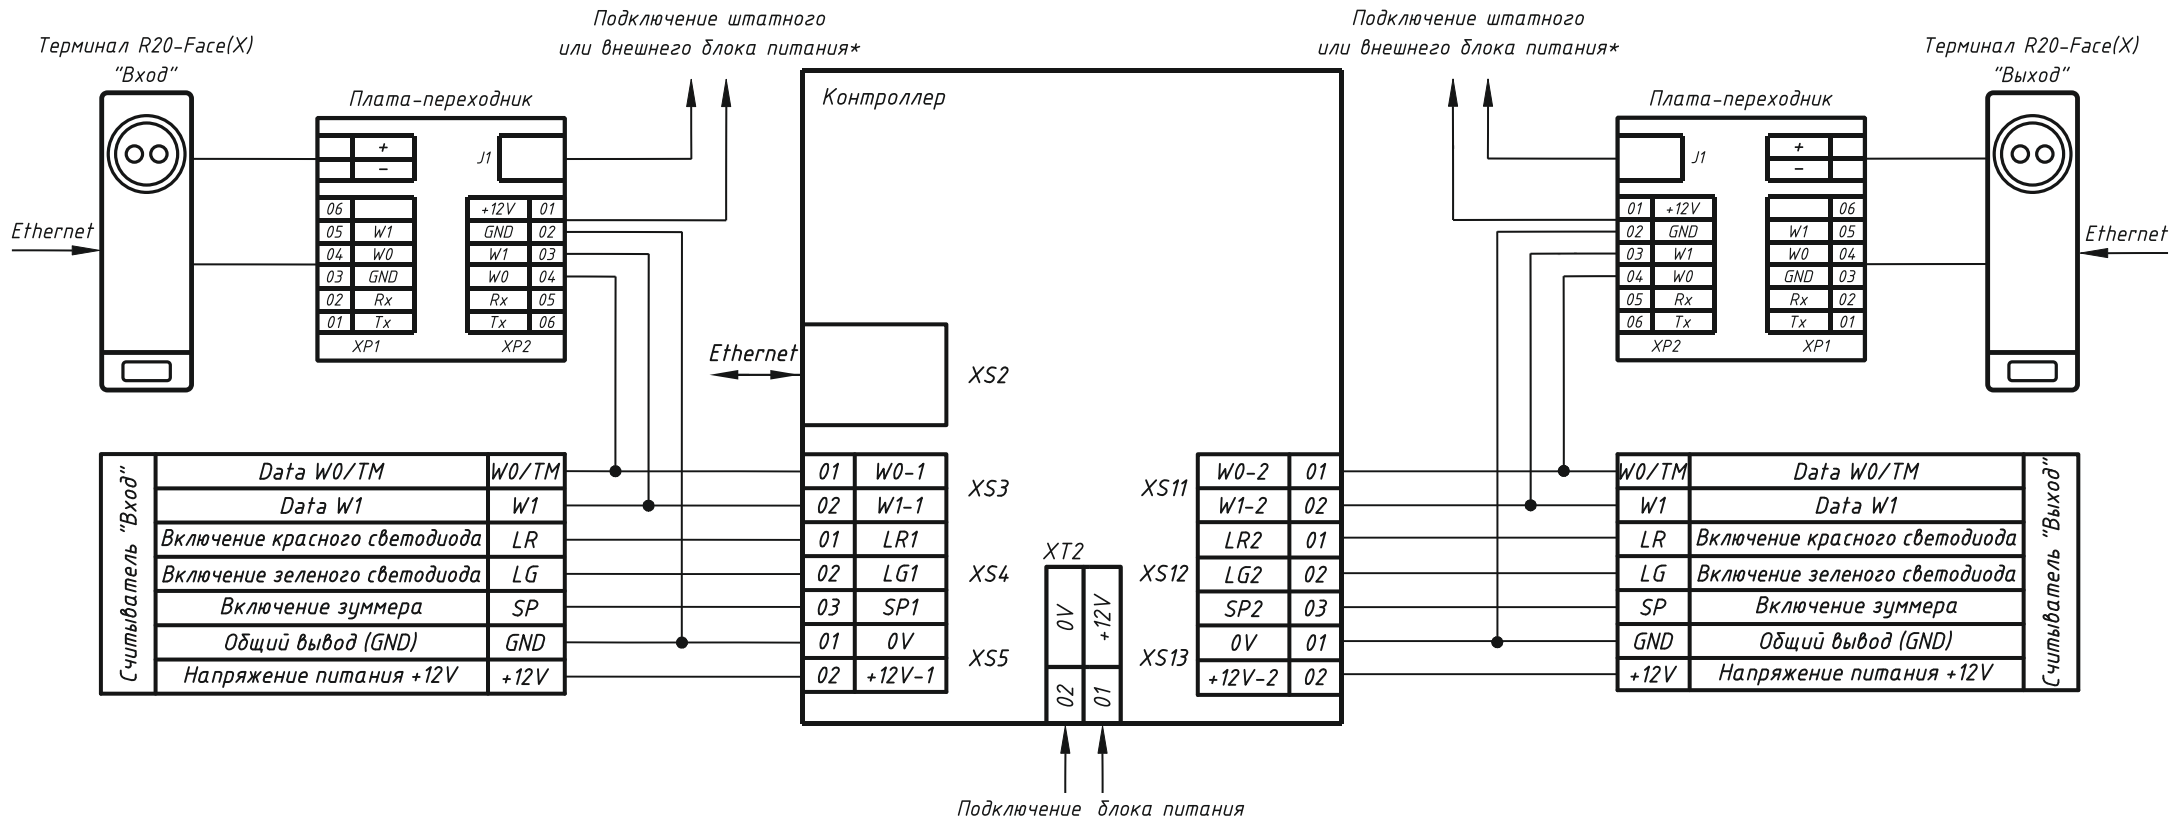 Подключение штатного
или внешнего блока питания*
Подключение штатного
или внешнего блока питания*
Терминал R20-Face(X)
"Вход"
Терминал R20-Face(X)
"Выход"
Плата-переходник
Контроллер
Плата-переходник
+
-
J1
06
05 W1
04 W0
03 GND
02 Rx
01 Tx
XP1
+12V 01
GND 02
W1 03
W0 04
Rx 05
Tx 06
XP2
Ethernet
J1
+
-
01 +12V
02 GND
03 W1
04 W0
05 Rx
06 Tx
XP2
06
W1 05
W0 04
GND 03
Rx 02
Tx 01
XP1
Ethernet
Ethernet
XS2
Считыватель "Вход"
Data W0/TM W0/TM
Data W1 W1
Включение красного светодиода LR
Включение зеленого светодиода LG
Включение зуммера SP
Общий вывод (GND) GND
Напряжение питания +12V +12V
01 W0-1
02 W1-1
XS3
01 LR1
02 LG1
03 SP1
XS4
01 0V
02 +12V-1
XS5
XT2
0V +12V
02 01
XS11
W0-2 01
W1-2 02
XS12
LR2 01
LG2 02
SP2 03
XS13
0V 01
+12V-2 02
W0/TM Data W0/TM
W1 Data W1
LR Включение красного светодиода
LG Включение зеленого светодиода
SP Включение зуммера
GND Общий вывод (GND)
+12V Напряжение питания +12V
Считыватель "Выход"
Подключение блока питания